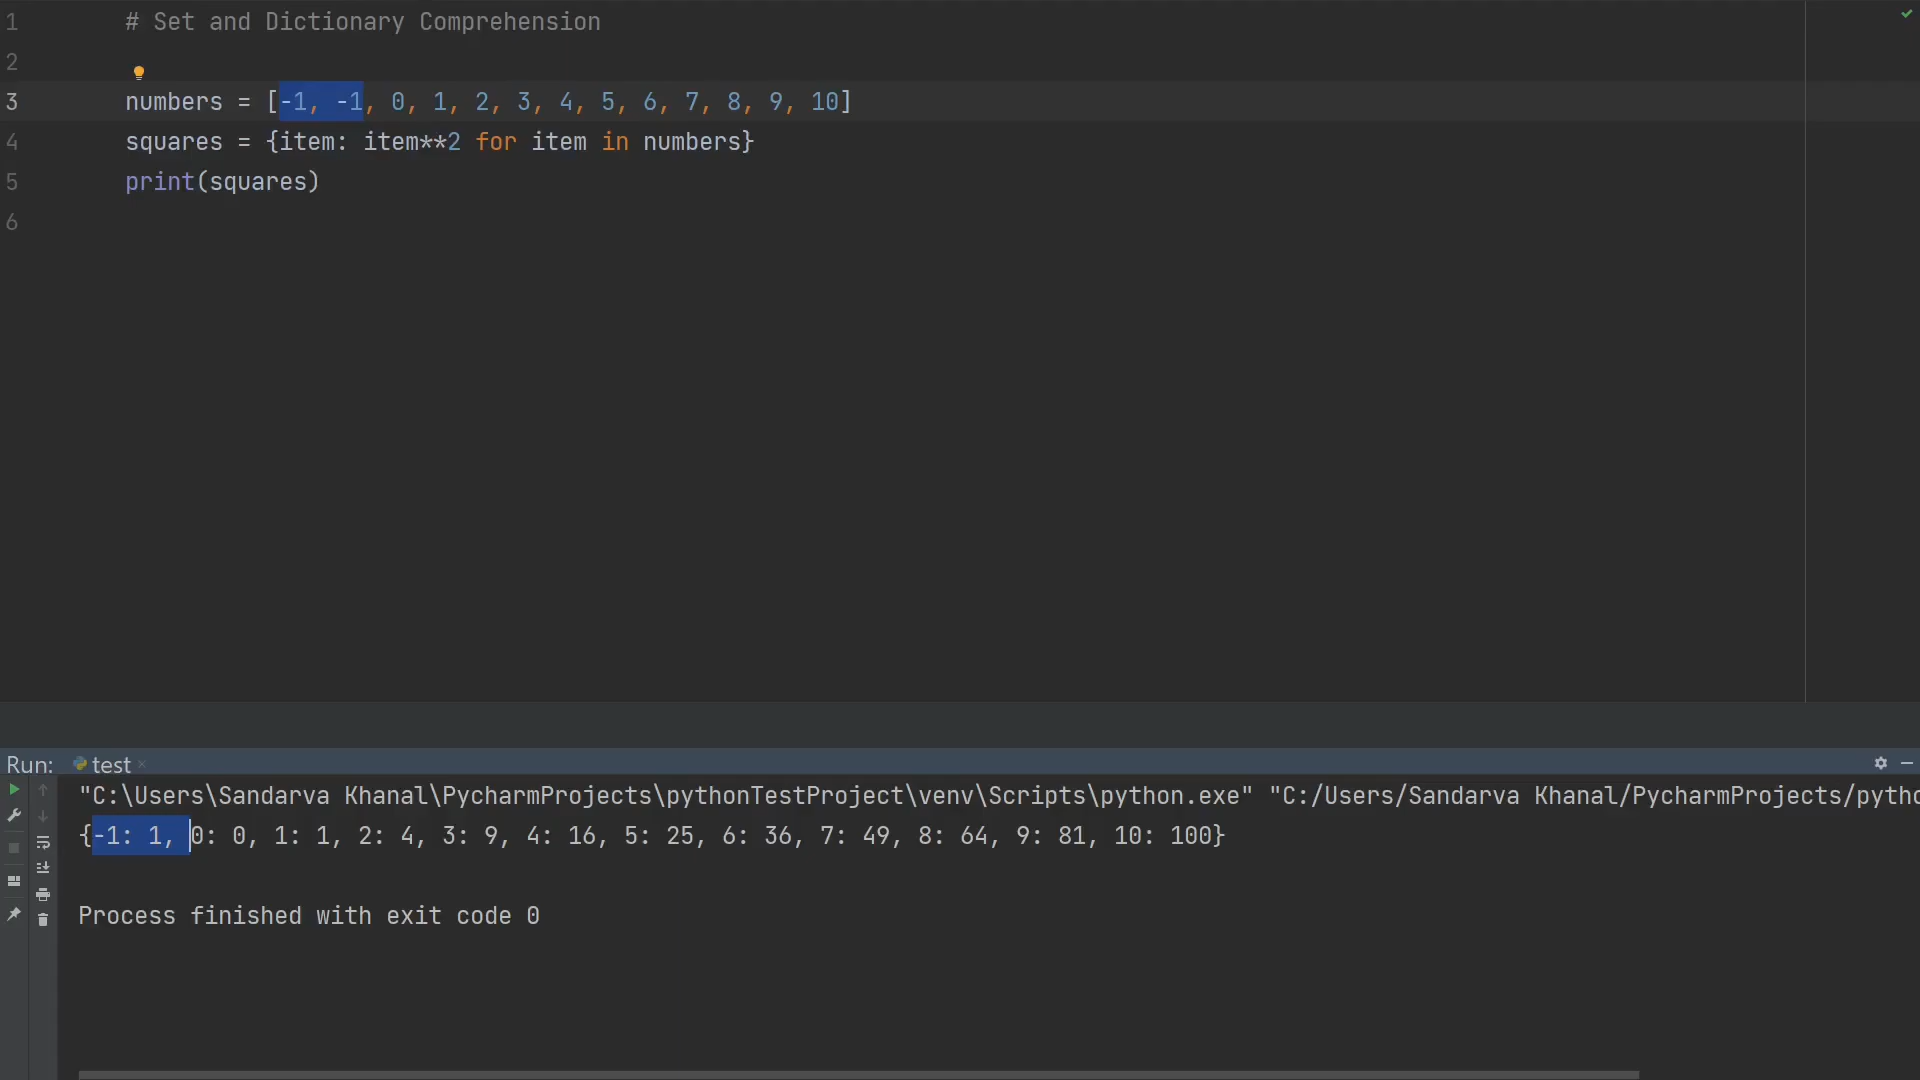 1 # Set and Dictionary Comprehension
2
3 numbers = [-1, -1, 0, 1, 2, 3, 4, 5, 6, 7, 8, 9, 10]
4 squares = {item: item**2 for item in numbers}
5 print(squares)
6
Run: test
"C:\Users\Sandarva Khanal\PycharmProjects\pythonTestProject\venv\Scripts\python.exe" "C:/Users/Sandarva Khanal/PycharmProjects/pytho
{-1: 1, 0: 0, 1: 1, 2: 4, 3: 9, 4: 16, 5: 25, 6: 36, 7: 49, 8: 64, 9: 81, 10: 100}
Process finished with exit code 0